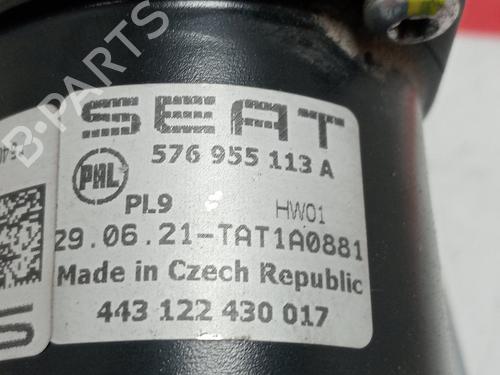 B-PARTS
SEAT
576 955 113 A
PAL
PL9 HW01
29.06.21-TAT1A0881
Made in Czech Republic
443 122 430 017